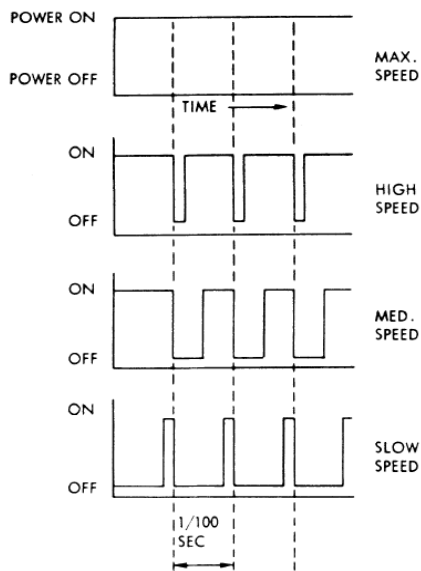 POWER ON
MAX.
SPEED
POWER OFF
TIME
ON
HIGH
SPEED
OFF
ON
MED.
SPEED
OFF
ON
SLOW
SPEED
OFF
1/100
SEC